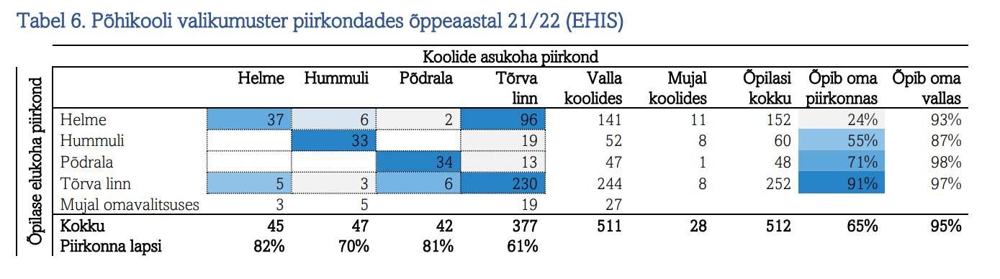 Tabel 6. Põhikooli valikumuster piirkondades õppeaastal 21/22 (EHIS)
Koolide asukoha piirkond
Õpilase elukoha piirkond
Helme Hummuli Põdrala Tõrva linn Valla koolides Mujal koolides Õpilasi kokku Õpib oma piirkonnas Õpib oma vallas
Helme 37 6 2 96 141 11 152 24% 93%
Hummuli 33 19 52 8 60 55% 87%
Põdrala 34 13 47 1 48 71% 98%
Tõrva linn 5 3 6 230 244 8 252 91% 97%
Mujal omavalitsuses 3 5 19 27
Kokku 45 47 42 377 511 28 512 65% 95%
Piirkonna lapsi 82% 70% 81% 61%